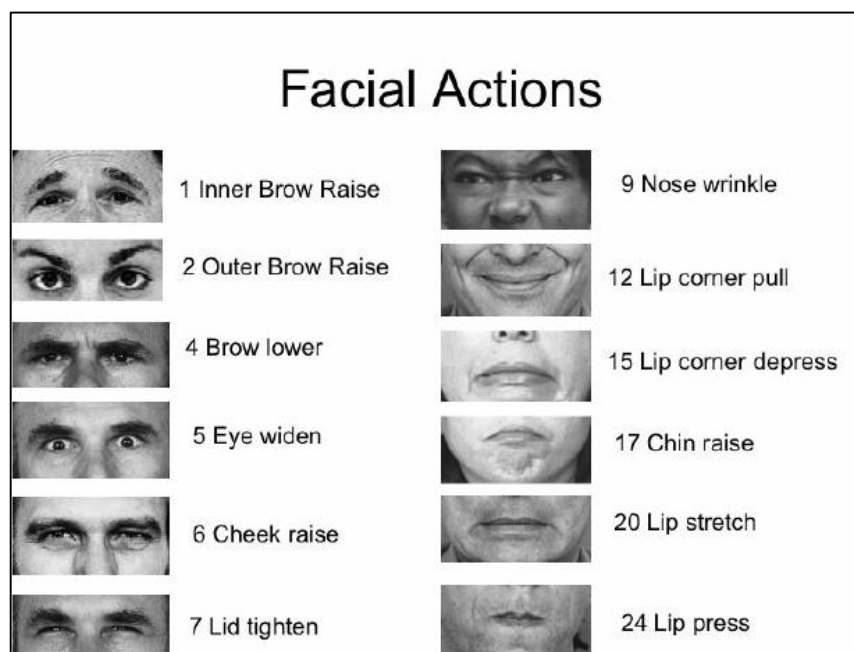 Facial Actions
1 Inner Brow Raise
2 Outer Brow Raise
4 Brow lower
5 Eye widen
6 Cheek raise
7 Lid tighten
9 Nose wrinkle
12 Lip corner pull
15 Lip corner depress
17 Chin raise
20 Lip stretch
24 Lip press